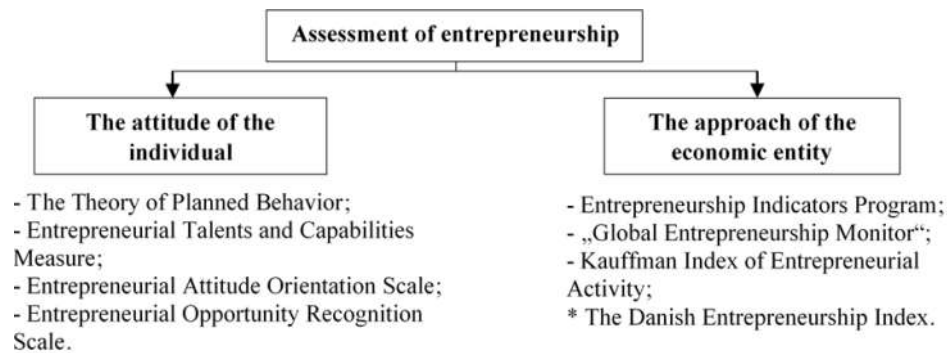 Assessment of entrepreneurship
The attitude of the
individual
- The Theory of Planned Behavior;
- Entrepreneurial Talents and Capabilities
Measure;
- Entrepreneurial Attitude Orientation Scale;
- Entrepreneurial Opportunity Recognition
Scale.
The approach of the
economic entity
- Entrepreneurship Indicators Program;
- „Global Entrepreneurship Monitor“;
- Kauffman Index of Entrepreneurial
Activity;
* The Danish Entrepreneurship Index.